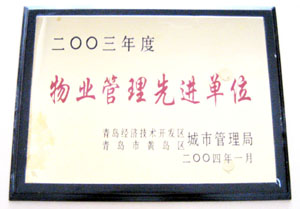 二〇〇三年度
物业管理先进单位
青岛经济技术开发区
青岛市黄岛区
城市管理局
二〇〇四年一月